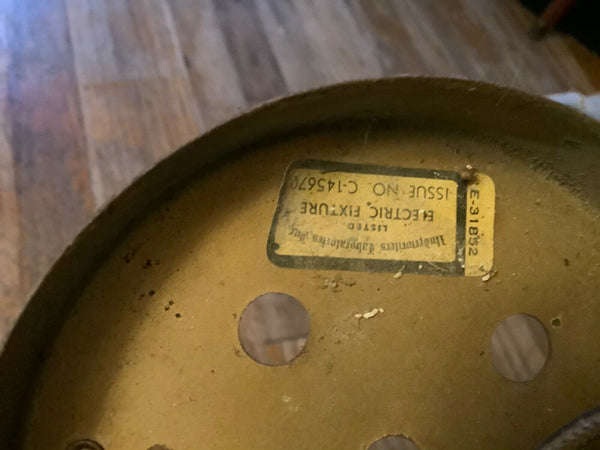 Underwriters Laboratories Inc.
LISTED
ELECTRIC FIXTURE
ISSUE NO. C-145670
E-31852